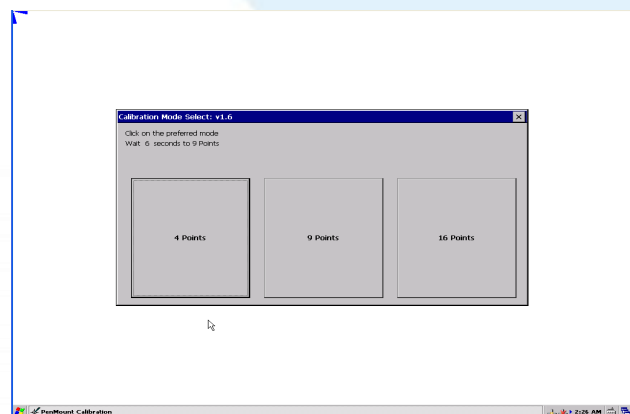 Calibration Mode Select: v1.6
Click on the preferred mode
Wait 6 seconds to 9 Points
4 Points
9 Points
16 Points
PenMount Calibration
2:26 AM